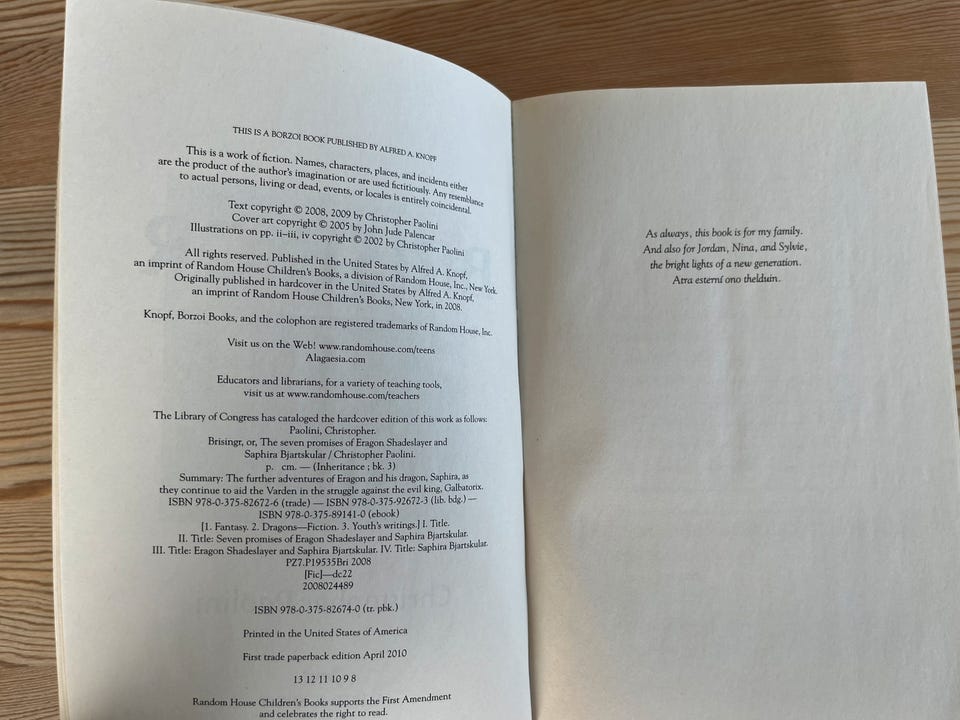 THIS IS A BORZOI BOOK PUBLISHED BY ALFRED A. KNOPF
This is a work of fiction. Names, characters, places, and incidents either
are the product of the author's imagination or are used fictitiously. Any resemblance
to actual persons, living or dead, events, or locales is entirely coincidental.
Text copyright © 2008, 2009 by Christopher Paolini
Cover art copyright © 2005 by John Jude Palencar
Illustrations on pp. ii–iii, iv copyright © 2002 by Christopher Paolini
All rights reserved. Published in the United States by Alfred A. Knopf,
an imprint of Random House Children's Books, a division of Random House, Inc., New York.
Originally published in hardcover in the United States by Alfred A. Knopf,
an imprint of Random House Children's Books, New York, in 2008.
Knopf, Borzoi Books, and the colophon are registered trademarks of Random House, Inc.
Visit us on the Web! www.randomhouse.com/teens
Alagaesia.com
Educators and librarians, for a variety of teaching tools,
visit us at www.randomhouse.com/teachers
The Library of Congress has cataloged the hardcover edition of this work as follows:
Paolini, Christopher.
Brisingr, or, The seven promises of Eragon Shadeslayer and
Saphira Bjartskular / Christopher Paolini.
p. cm. — (Inheritance ; bk. 3)
Summary: The further adventures of Eragon and his dragon, Saphira, as
they continue to aid the Varden in the struggle against the evil king, Galbatorix.
ISBN 978-0-375-82672-6 (trade) — ISBN 978-0-375-92672-3 (lib. bdg.) —
ISBN 978-0-375-89141-0 (ebook)
[1. Fantasy. 2. Dragons—Fiction. 3. Youth's writings.] I. Title.
II. Title: Seven promises of Eragon Shadeslayer and Saphira Bjartskular.
III. Title: Eragon Shadeslayer and Saphira Bjartskular. IV. Title: Saphira Bjartskular.
PZ7.P19535Bri 2008
[Fic]—dc22
2008024489
ISBN 978-0-375-82674-0 (tr. pbk.)
Printed in the United States of America
First trade paperback edition April 2010
13 12 11 10 9 8
Random House Children's Books supports the First Amendment
and celebrates the right to read.
As always, this book is for my family.
And also for Jordan, Nina, and Sylvie,
the bright lights of a new generation.
Atra esterní ono thelduin.